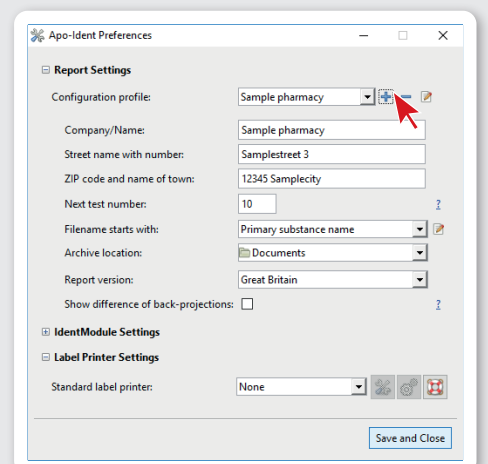 Apo-Ident Preferences
Report Settings
Configuration profile: Sample pharmacy
Company/Name: Sample pharmacy
Street name with number: Samplestreet 3
ZIP code and name of town: 12345 Samplecity
Next test number: 10 ?
Filename starts with: Primary substance name
Archive location: Documents
Report version: Great Britain
Show difference of back-projections: ?
IdentModule Settings
Label Printer Settings
Standard label printer: None
Save and Close